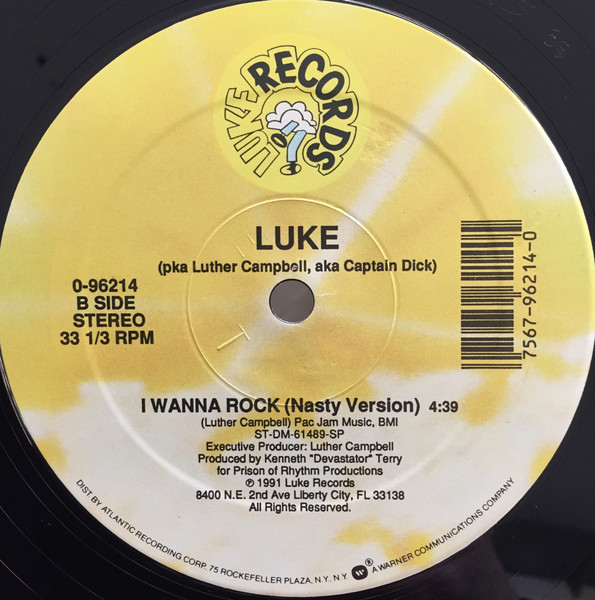 LUKE RECORDS
LUKE
(pka Luther Campbell, aka Captain Dick)
0-96214
B SIDE
STEREO
33 1/3 RPM
7567-96214-0
I WANNA ROCK (Nasty Version) 4:39
(Luther Campbell) Pac Jam Music, BMI
ST-DM-61489-SP
Executive Producer: Luther Campbell
Produced by Kenneth "Devastator" Terry
for Prison of Rhythm Productions
℗ 1991 Luke Records
8400 N.E. 2nd Ave Liberty City, FL 33138
All Rights Reserved.
DIST. BY ATLANTIC RECORDING CORP. 75 ROCKEFELLER PLAZA, N.Y. N.Y. W ® A WARNER COMMUNICATIONS COMPANY